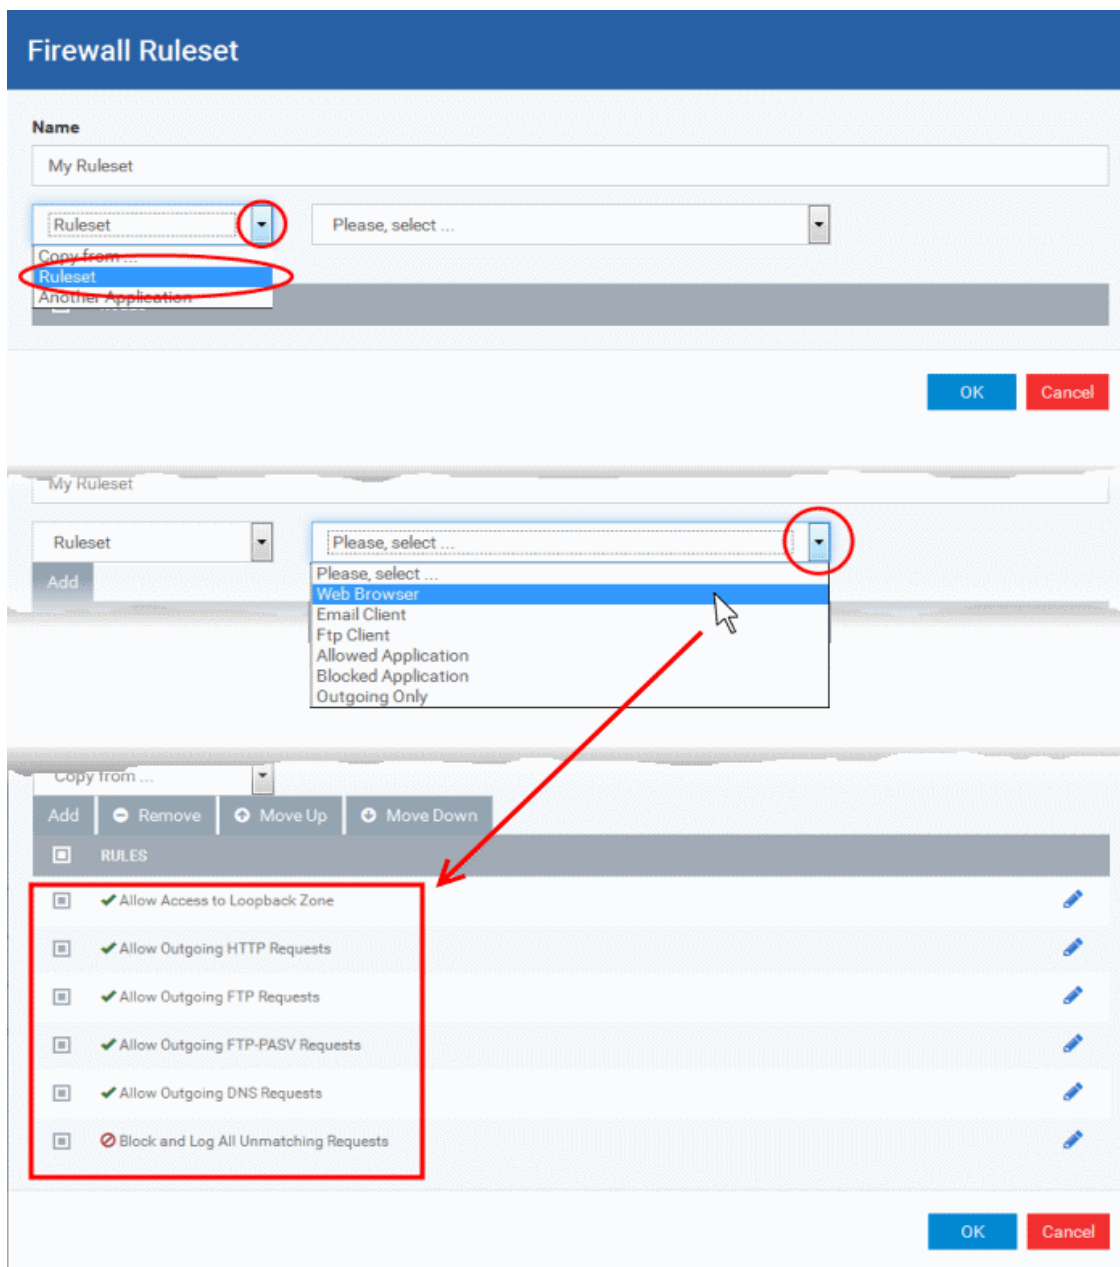 Firewall Ruleset
Name
My Ruleset
Ruleset
Please, select ...
Copy from ...
Ruleset
Another Application
OK
Cancel
My Ruleset
Ruleset
Please, select ...
Add
Please, select ...
Web Browser
Email Client
Ftp Client
Allowed Application
Blocked Application
Outgoing Only
Copy from ...
Add
Remove
Move Up
Move Down
RULES
Allow Access to Loopback Zone
Allow Outgoing HTTP Requests
Allow Outgoing FTP Requests
Allow Outgoing FTP-PASV Requests
Allow Outgoing DNS Requests
Block and Log All Unmatching Requests
OK
Cancel